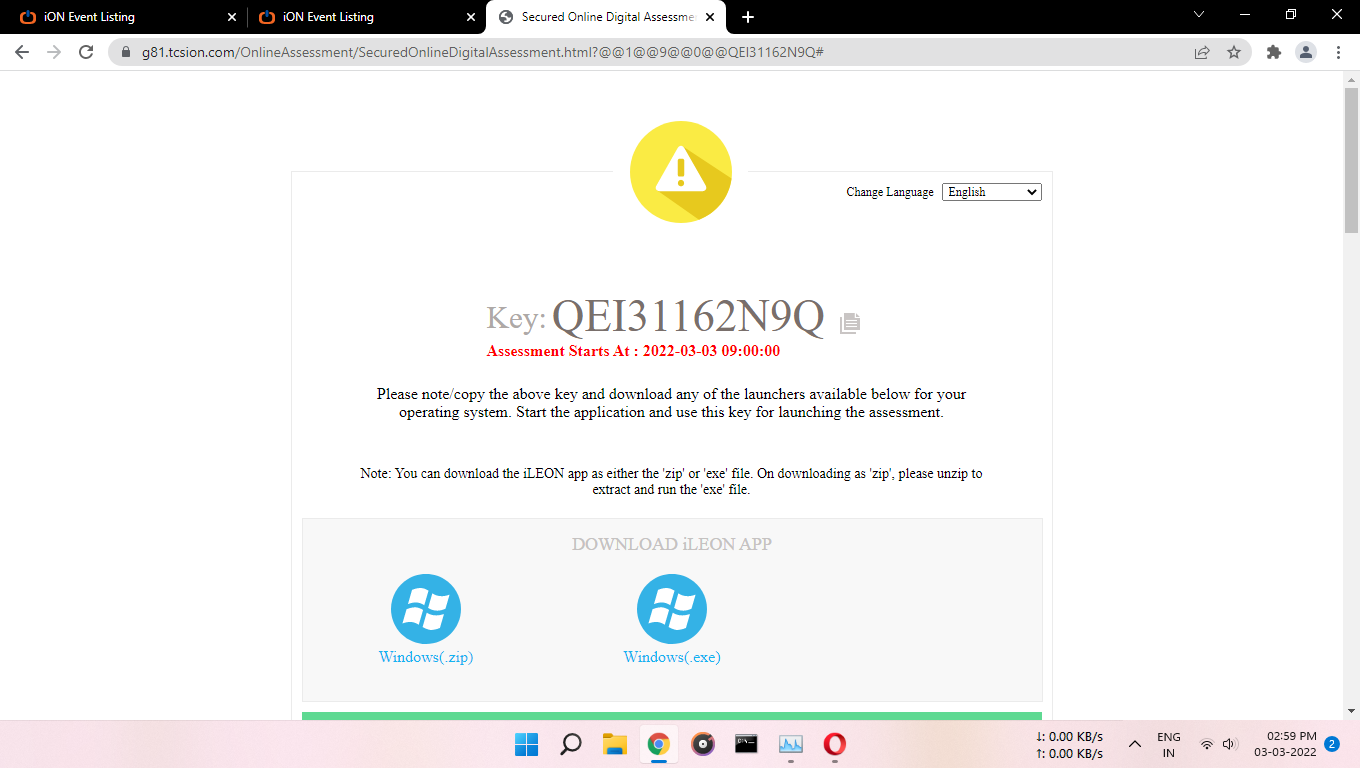 iON Event Listing
iON Event Listing
Secured Online Digital Assessme
g81.tcsion.com/OnlineAssessment/SecuredOnlineDigitalAssessment.html?@@1@@9@@0@@QEI31162N9Q#
Change Language English
Key: QEI31162N9Q
Assessment Starts At : 2022-03-03 09:00:00
Please note/copy the above key and download any of the launchers available below for your
operating system. Start the application and use this key for launching the assessment.
Note: You can download the iLEON app as either the 'zip' or 'exe' file. On downloading as 'zip', please unzip to
extract and run the 'exe' file.
DOWNLOAD iLEON APP
Windows(.zip)
Windows(.exe)
↓: 0.00 KB/s
↑: 0.00 KB/s
ENG
IN
02:59 PM
03-03-2022
2